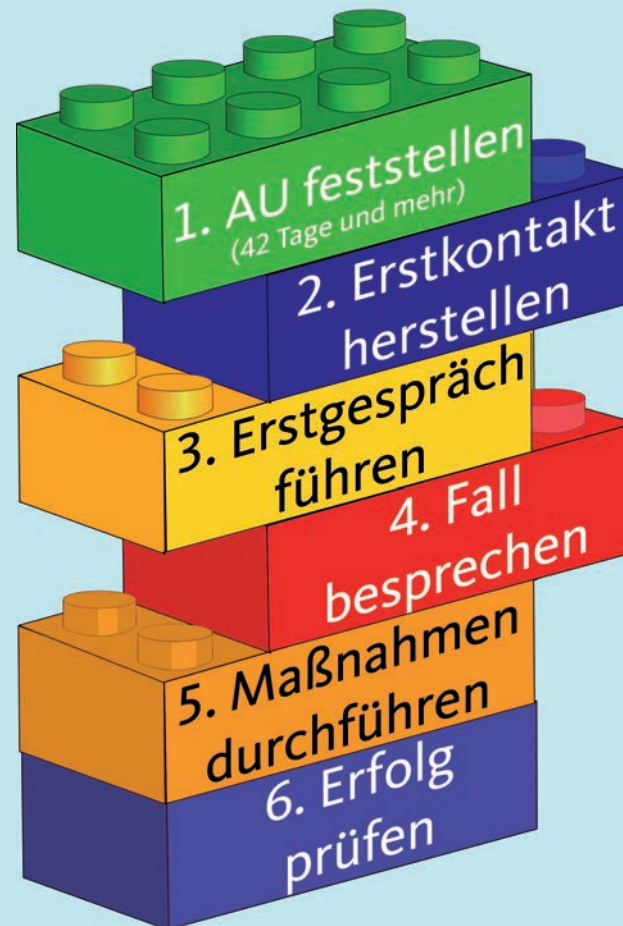 1. AU feststellen
(42 Tage und mehr)
2. Erstkontakt
herstellen
3. Erstgespräch
führen
4. Fall
besprechen
5. Maßnahmen
durchführen
6. Erfolg
prüfen